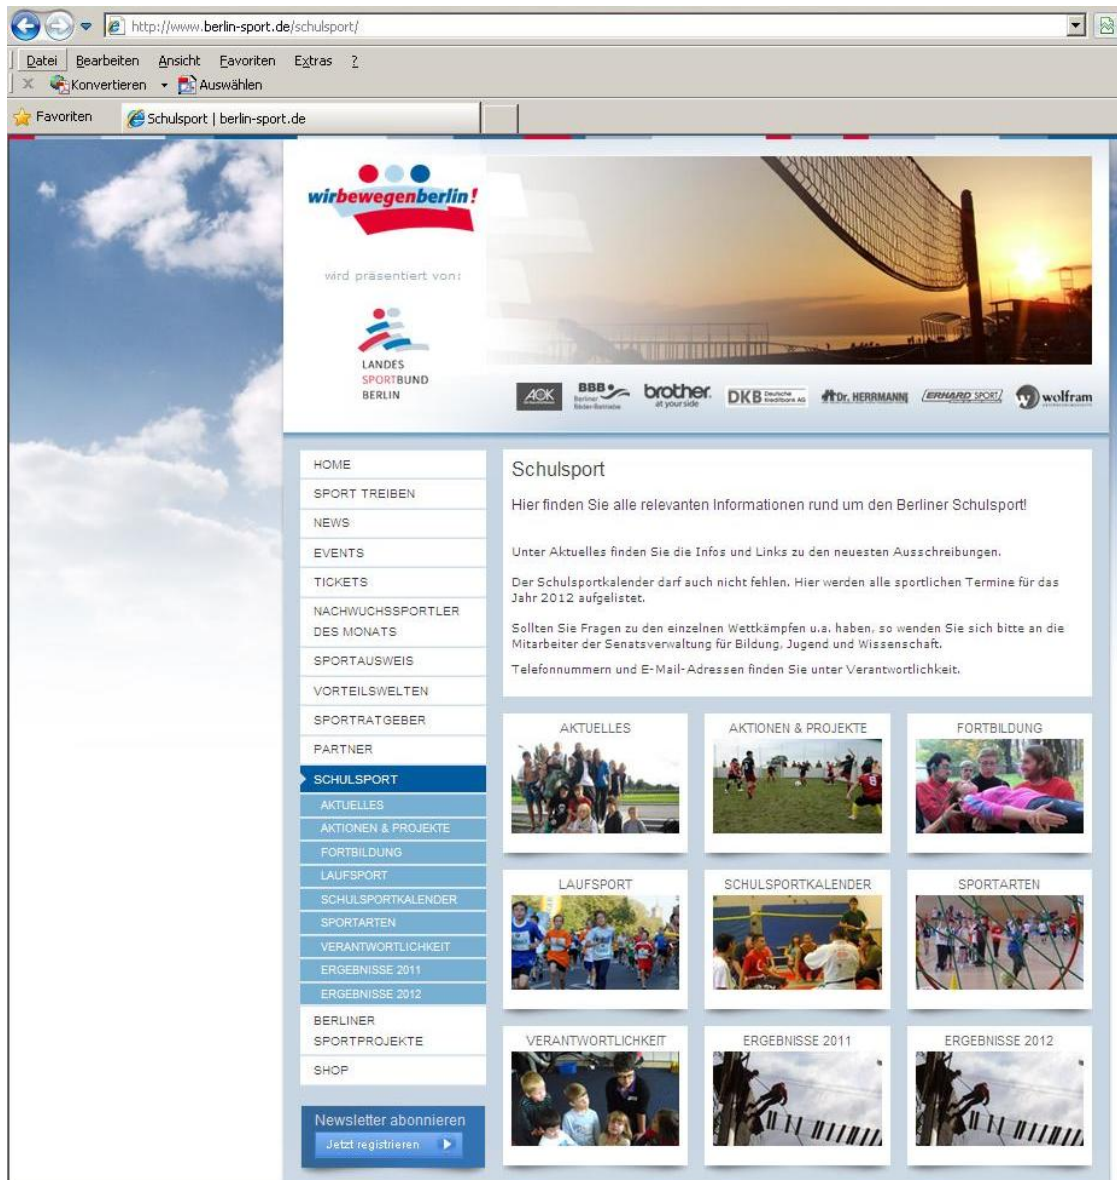 http://www.berlin-sport.de/schulsport/
Datei Bearbeiten Ansicht Favoriten Extras ?
Konvertieren Auswählen
Favoriten Schulsport | berlin-sport.de
wirbewegenberlin!
wird präsentiert von:
LANDES
SPORTBUND
BERLIN
AOK
BBB
Berliner
Bäder-Betriebe
brother
at your side
DKB Deutsche
Kreditbank AG
Dr. HERRMANN
ERHARD SPORT
wolfram
HOME
SPORT TREIBEN
NEWS
EVENTS
TICKETS
NACHWUCHSSPORTLER
DES MONATS
SPORTAUSWEIS
VORTEILSWELTEN
SPORTRATGEBER
PARTNER
SCHULSPORT
AKTUELLES
AKTIONEN & PROJEKTE
FORTBILDUNG
LAUFSPORT
SCHULSPORTKALENDER
SPORTARTEN
VERANTWORTLICHKEIT
ERGEBNISSE 2011
ERGEBNISSE 2012
BERLINER
SPORTPROJEKTE
SHOP
Newsletter abonnieren
Jetzt registrieren
Schulsport
Hier finden Sie alle relevanten Informationen rund um den Berliner Schulsport!
Unter Aktuelles finden Sie die Infos und Links zu den neuesten Ausschreibungen.
Der Schulsportkalender darf auch nicht fehlen. Hier werden alle sportlichen Termine für das
Jahr 2012 aufgelistet.
Sollten Sie Fragen zu den einzelnen Wettkämpfen u.a. haben, so wenden Sie sich bitte an die
Mitarbeiter der Senatsverwaltung für Bildung, Jugend und Wissenschaft.
Telefonnummern und E-Mail-Adressen finden Sie unter Verantwortlichkeit.
AKTUELLES
AKTIONEN & PROJEKTE
FORTBILDUNG
LAUFSPORT
SCHULSPORTKALENDER
SPORTARTEN
VERANTWORTLICHKEIT
ERGEBNISSE 2011
ERGEBNISSE 2012